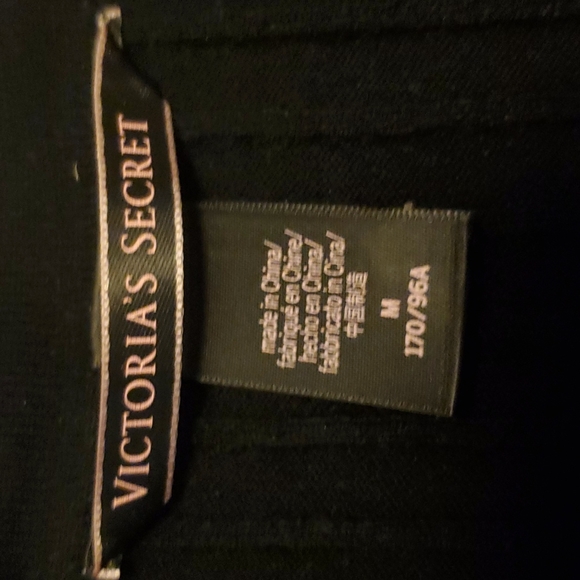 VICTORIA'S SECRET
made in China/
fabriqué en Chine/
hecho en China/
fabbricato in Cina/
中国制造
M
170/96A